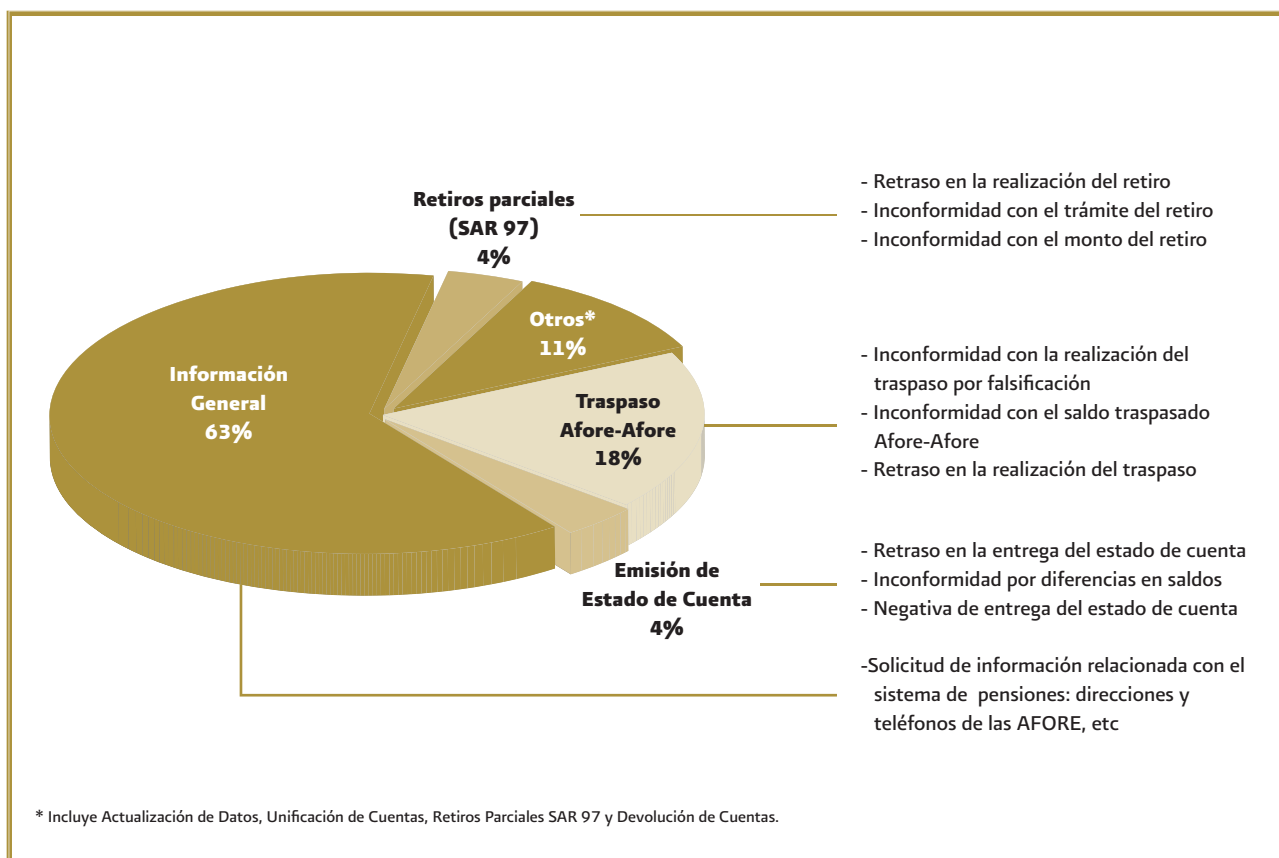 Retiros parciales
(SAR 97)
4%
- Retraso en la realización del retiro
- Inconformidad con el trámite del retiro
- Inconformidad con el monto del retiro
Otros*
11%
Información
General
63%
Traspaso
Afore-Afore
18%
- Inconformidad con la realización del
traspaso por falsificación
- Inconformidad con el saldo traspasado
Afore-Afore
- Retraso en la realización del traspaso
Emisión de
Estado de Cuenta
4%
- Retraso en la entrega del estado de cuenta
- Inconformidad por diferencias en saldos
- Negativa de entrega del estado de cuenta
-Solicitud de información relacionada con el
sistema de pensiones: direcciones y
teléfonos de las AFORE, etc
* Incluye Actualización de Datos, Unificación de Cuentas, Retiros Parciales SAR 97 y Devolución de Cuentas.